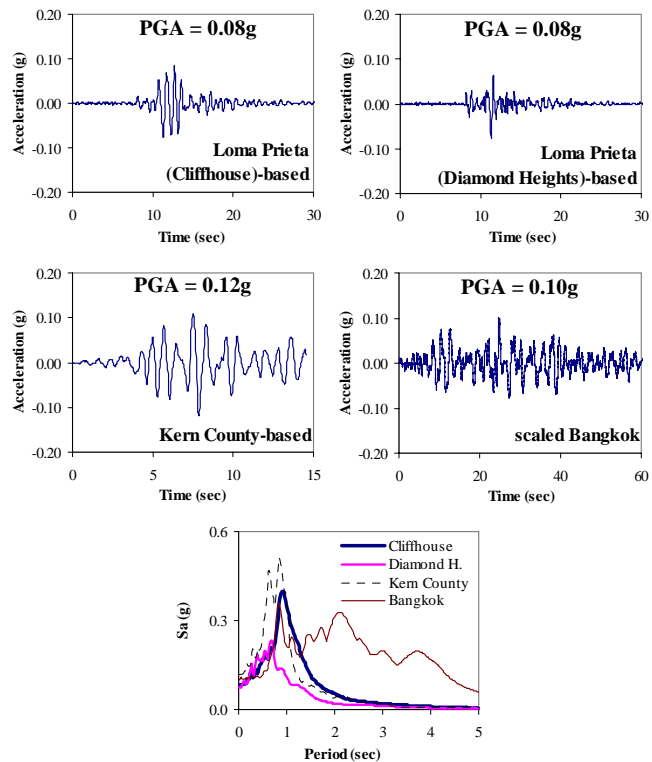 PGA = 0.08g
0.20
0.10
0.00
-0.10
-0.20
Acceleration (g)
Loma Prieta
(Cliffhouse)-based
0
10
20
30
Time (sec)
PGA = 0.08g
0.20
0.10
0.00
-0.10
-0.20
Acceleration (g)
Loma Prieta
(Diamond Heights)-based
0
10
20
30
Time (sec)
PGA = 0.12g
0.20
0.10
0.00
-0.10
-0.20
Acceleration (g)
Kern County-based
0
5
10
15
Time (sec)
PGA = 0.10g
0.20
0.10
0.00
-0.10
-0.20
Acceleration (g)
scaled Bangkok
0
20
40
60
Time (sec)
0.6
0.3
0.0
Sa (g)
Cliffhouse
Diamond H.
Kern County
Bangkok
0
1
2
3
4
5
Period (sec)